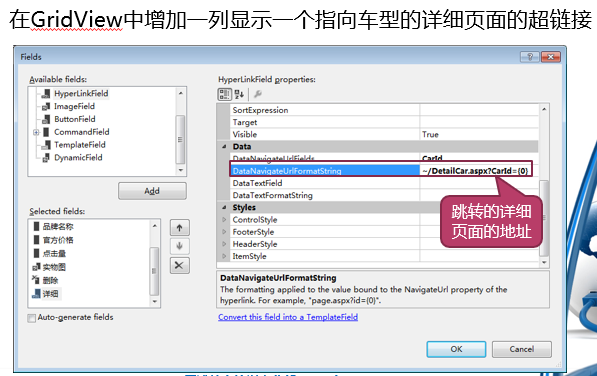 在GridView中增加一列显示一个指向车型的详细页面的超链接
Fields
Available fields:
HyperLinkField
ImageField
ButtonField
CommandField
TemplateField
DynamicField
Add
Selected fields:
品牌名称
官方价格
点击量
实物图
删除
详细
Auto-generate fields
HyperLinkField properties:
SortExpression
Target
Visible True
Data
DataNavigateUrlFields CarId
DataNavigateUrlFormatString ~/DetailCar.aspx?CarId={0}
DataTextField
DataTextFormatString
Styles
ControlStyle
FooterStyle
HeaderStyle
ItemStyle
跳转的详细
页面的地址
DataNavigateUrlFormatString
The formatting applied to the value bound to the NavigateUrl property of the
hyperlink. For example, "page.aspx?id={0}".
Convert this field into a TemplateField
OK Cancel